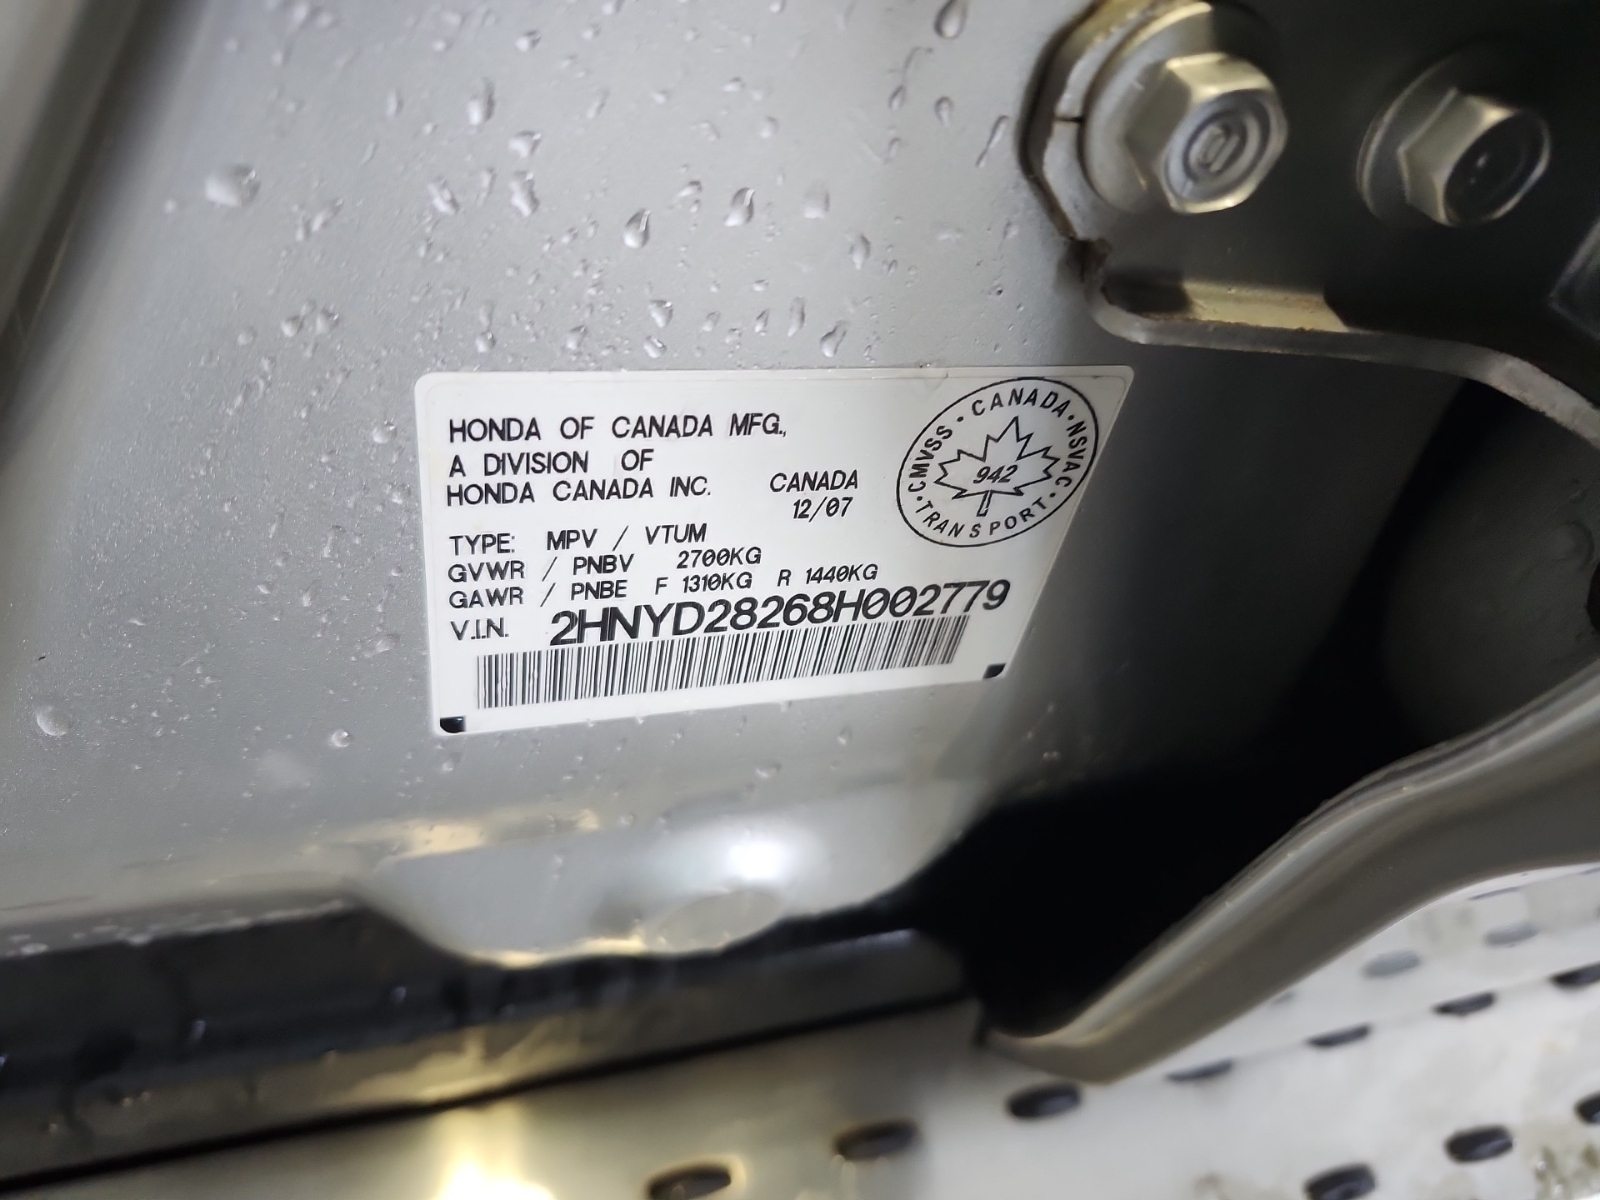 HONDA OF CANADA MFG.,
A DIVISION OF
HONDA CANADA INC.
CANADA
12/07
TYPE: MPV / VTUM
GVWR / PNBV 2700KG
GAWR / PNBE F 1310KG R 1440KG
V.I.N. 2HNYD28268H002779
CANADA · NSVAC · TRANSPORT · CMVSS ·
942